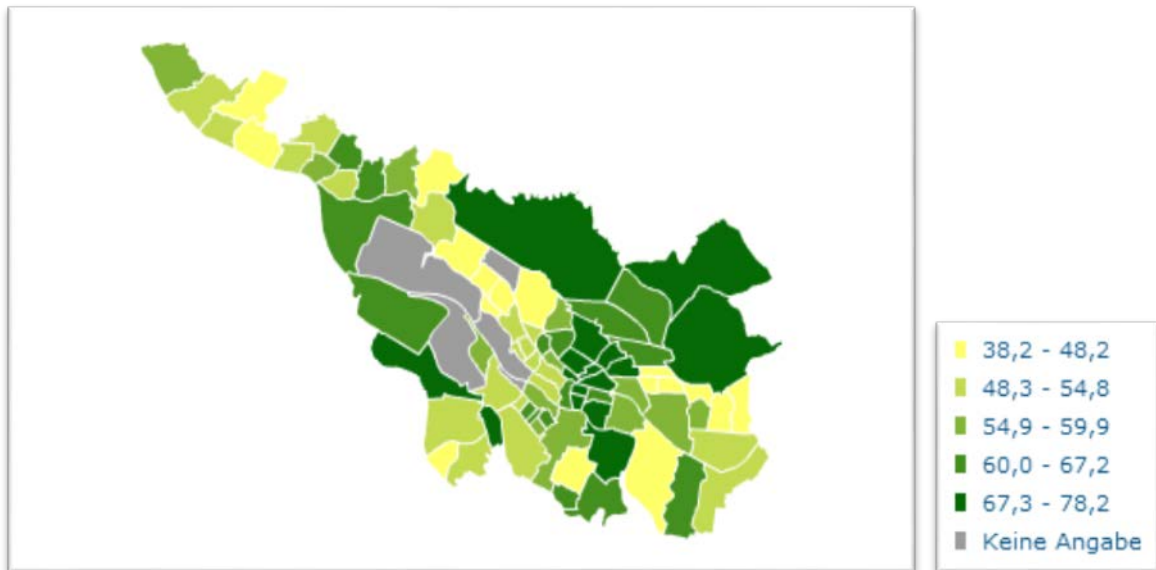 38,2 - 48,2
48,3 - 54,8
54,9 - 59,9
60,0 - 67,2
67,3 - 78,2
Keine Angabe